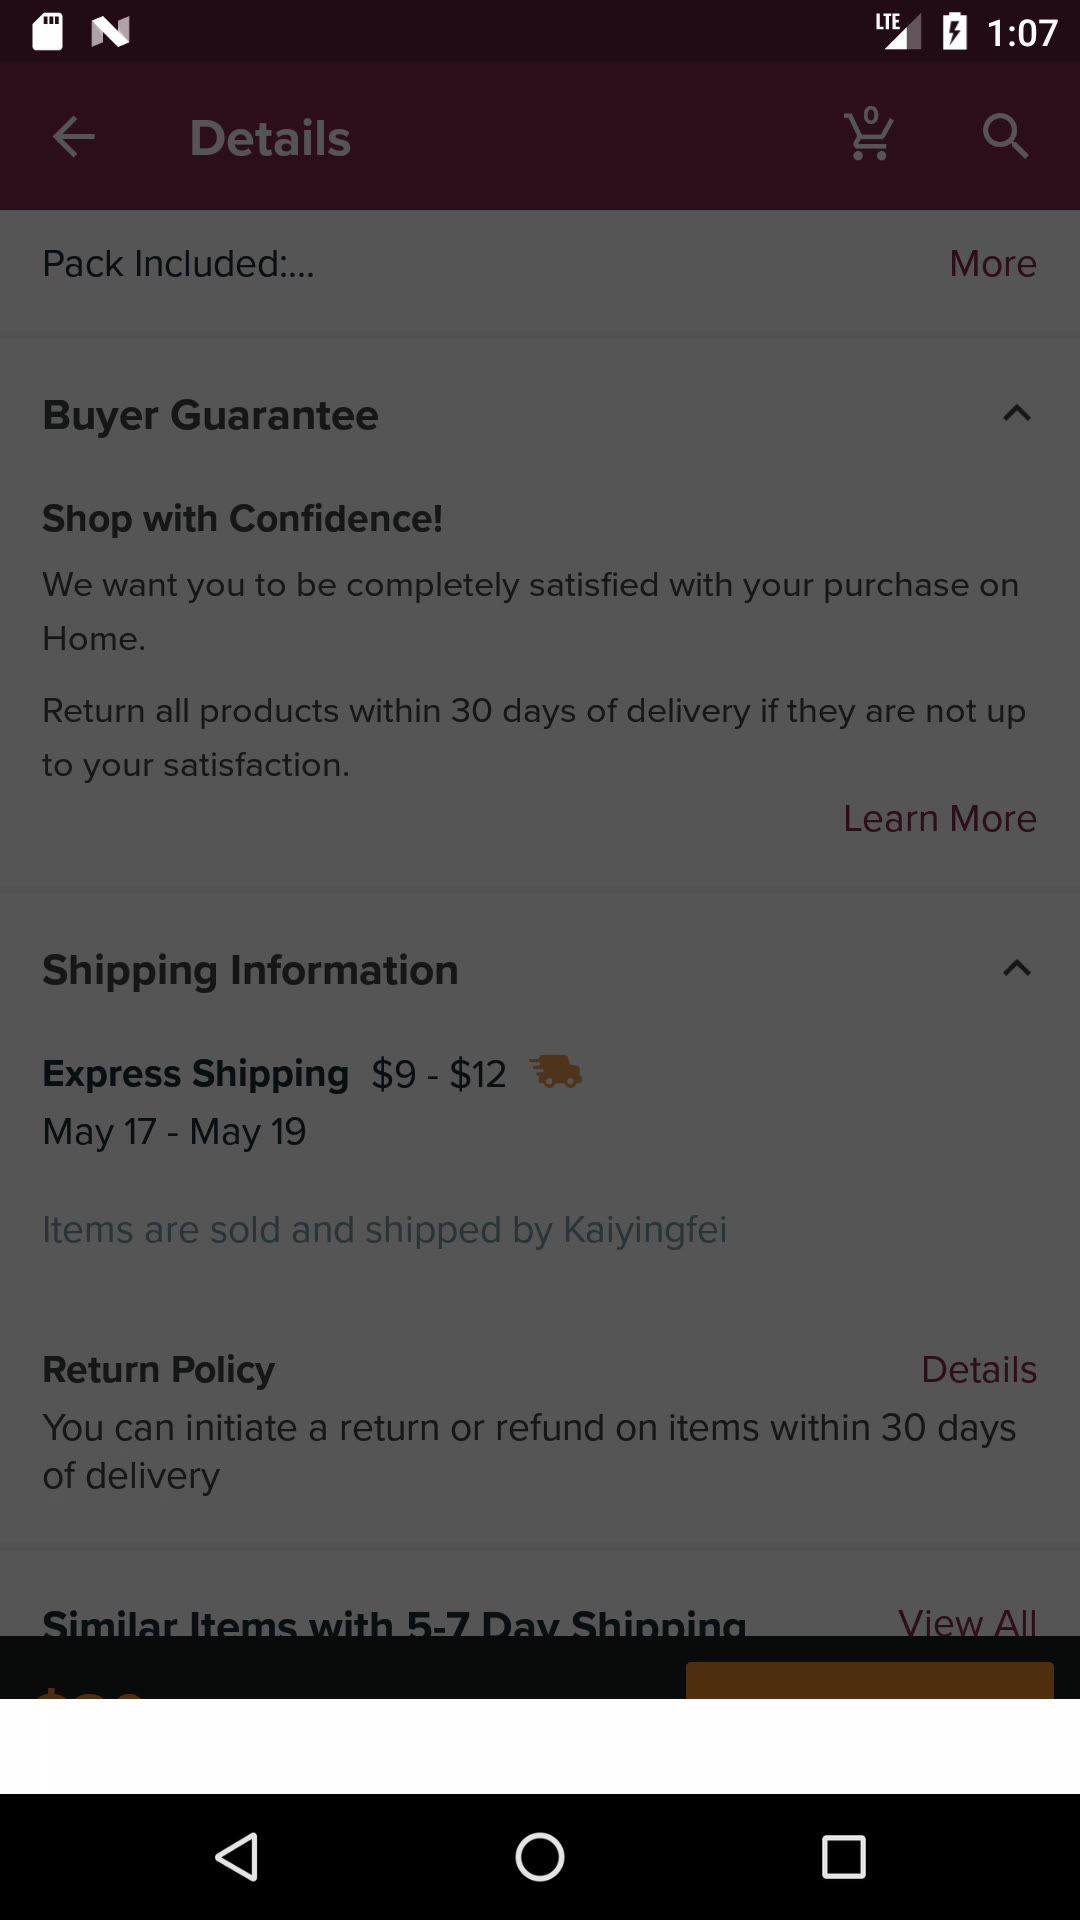 LTE 1:07
Details 0
Pack Included:... More
Buyer Guarantee
Shop with Confidence!
We want you to be completely satisfied with your purchase on
Home.
Return all products within 30 days of delivery if they are not up
to your satisfaction.
Learn More
Shipping Information
Express Shipping $9 - $12
May 17 - May 19
Items are sold and shipped by Kaiyingfei
Return Policy Details
You can initiate a return or refund on items within 30 days
of delivery
Similar Items with 5-7 Day Shipping View All